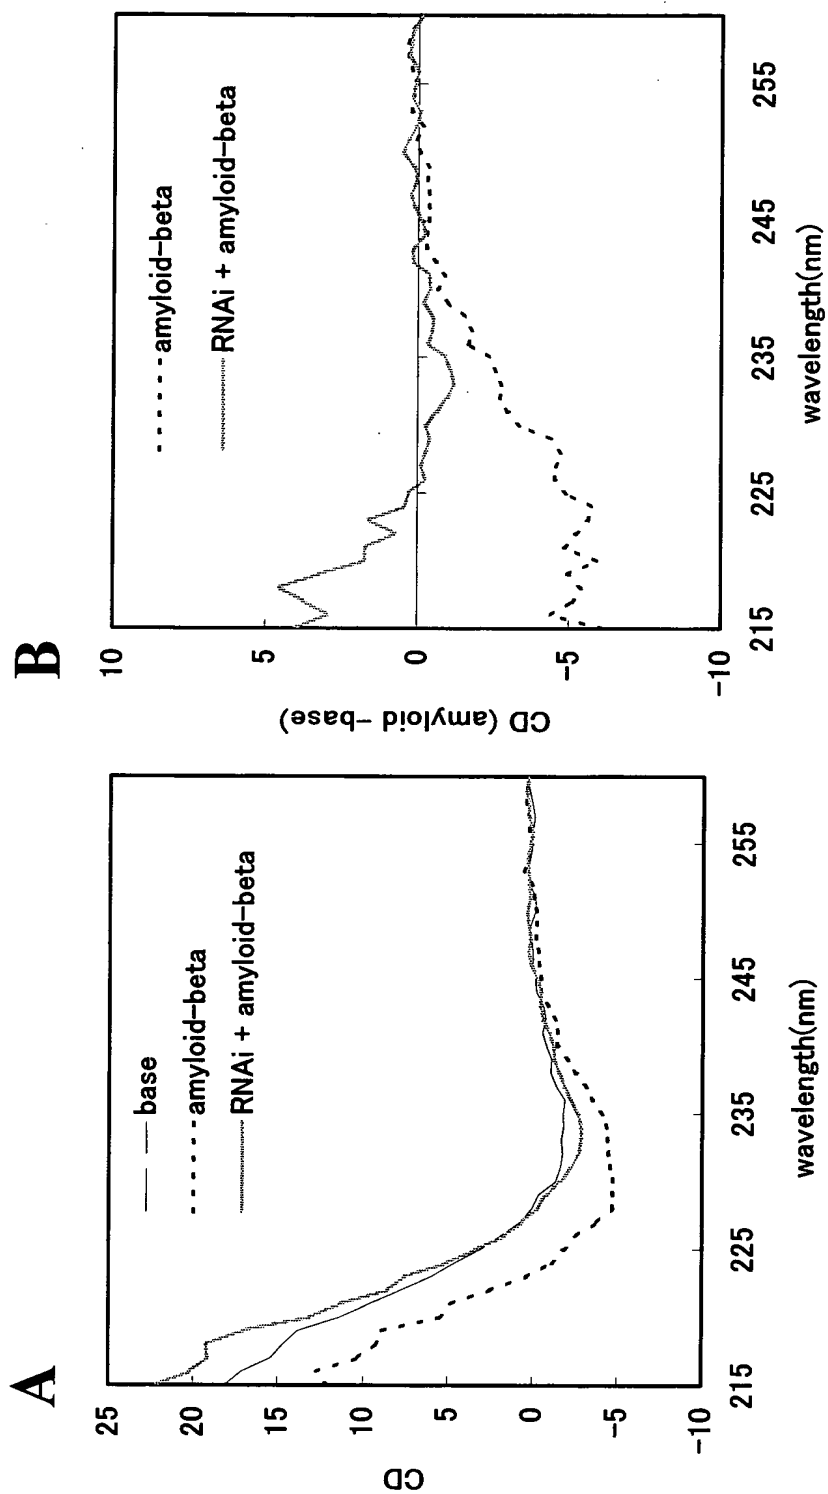 A
25
20
15
10
5
0
-5
-10
CD
base
amyloid-beta
RNAi + amyloid-beta
215
225
235
245
255
wavelength(nm)
B
10
5
0
-5
-10
CD (amyloid -base)
amyloid-beta
RNAi + amyloid-beta
215
225
235
245
255
wavelength(nm)